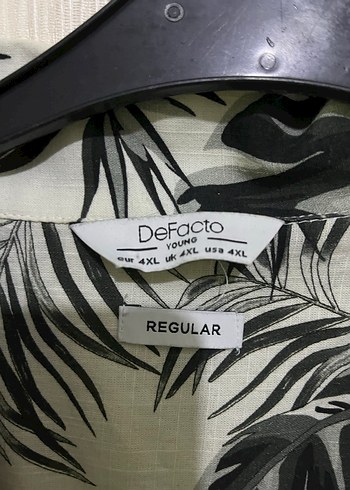 DeFacto
YOUNG
eur 4XL uk 4XL usa 4XL
REGULAR